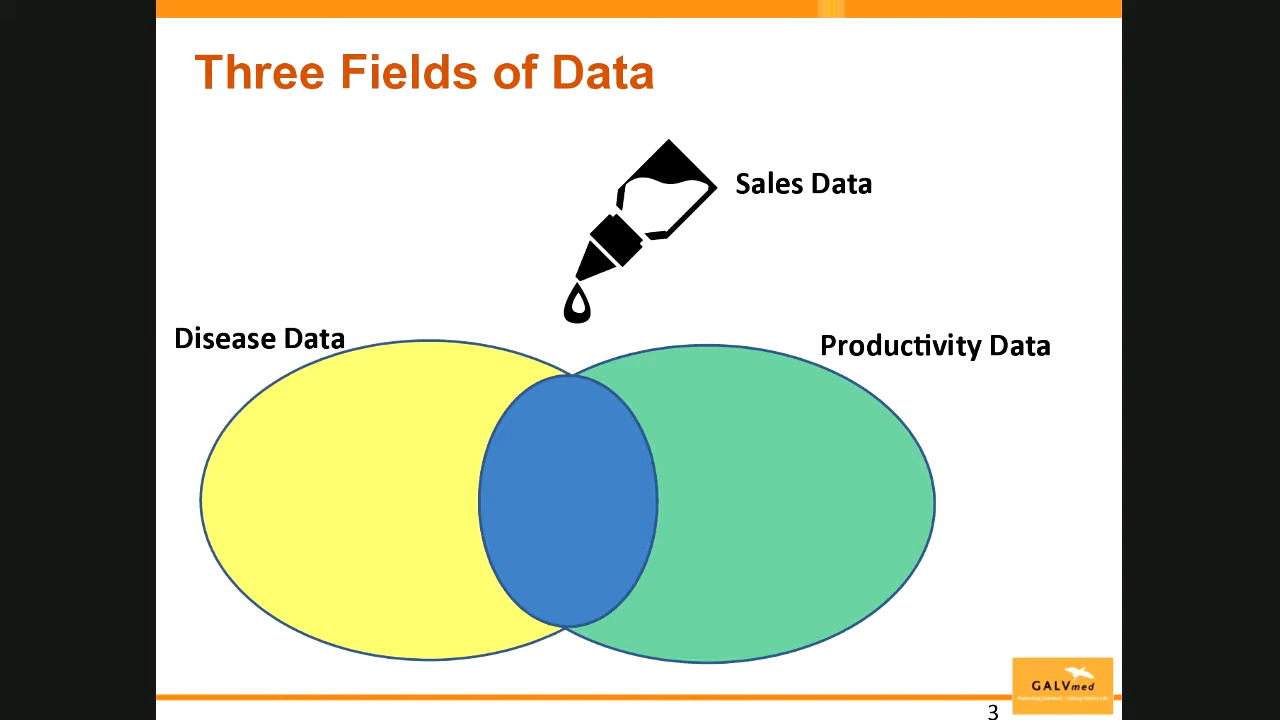 Three Fields of Data
Sales Data
Disease Data
Productivity Data
GALVmed
3